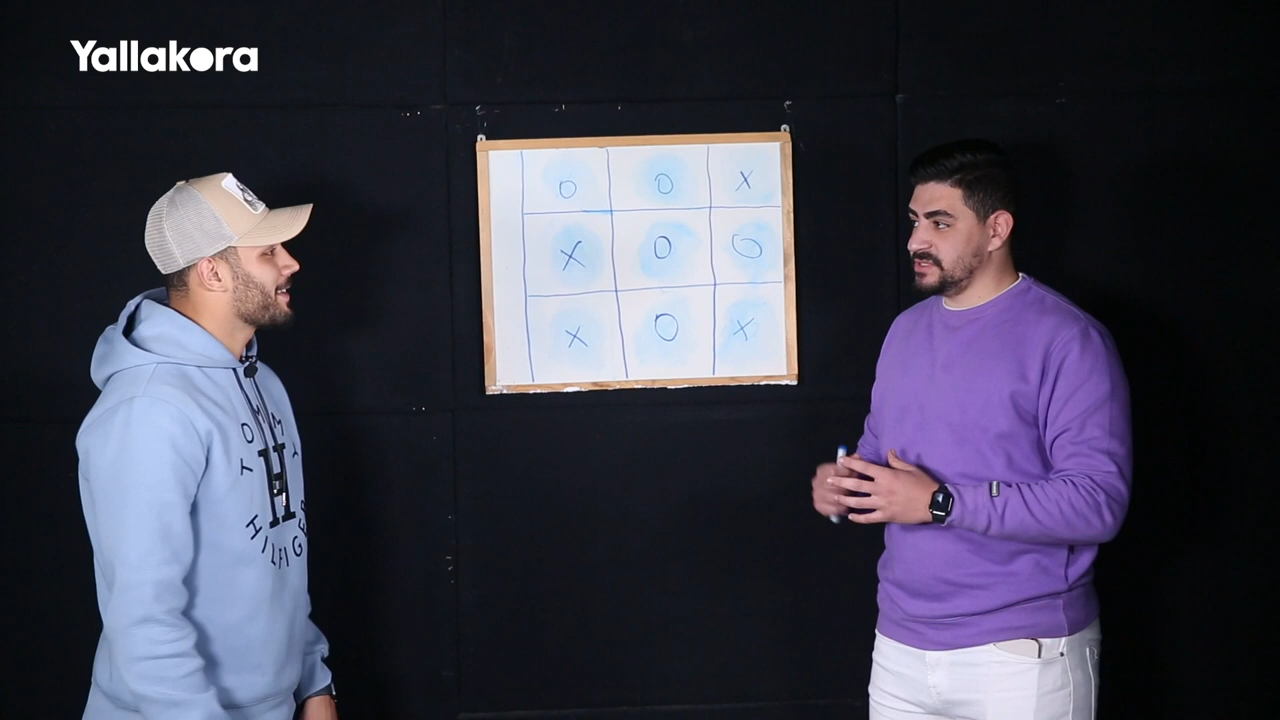 Yallakora
O O X
X O O
X O X
TOMMY
H
HILFIGER